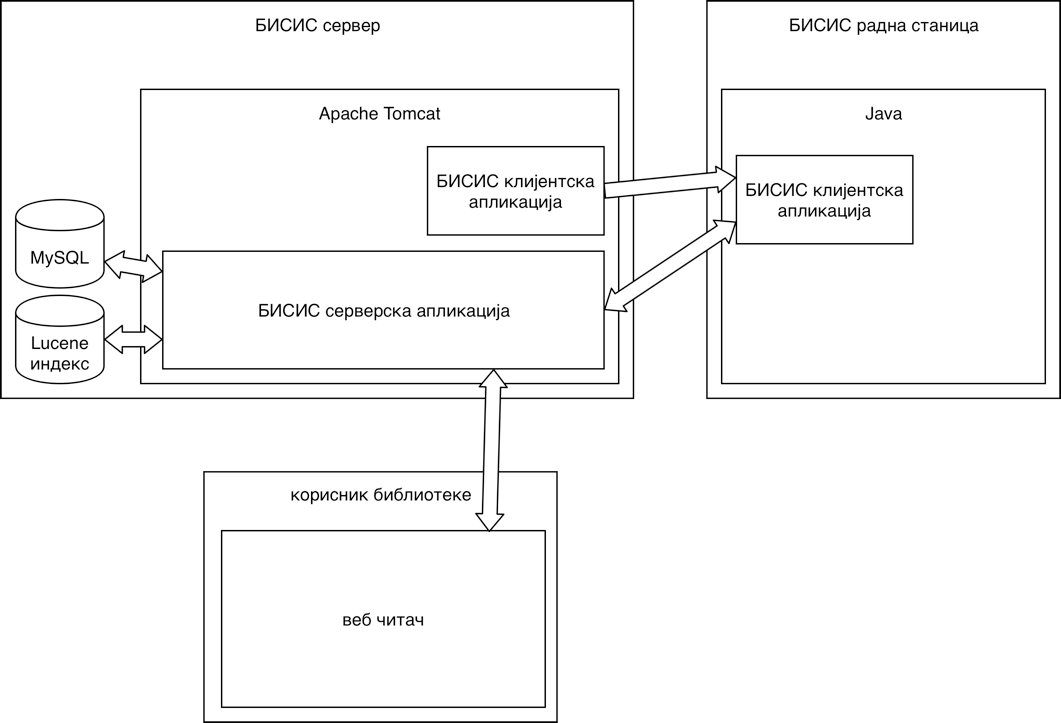 БИСИС сервер
Apache Tomcat
БИСИС клијентска
апликација
MySQL
БИСИС серверска апликација
Lucene
индекс
БИСИС радна станица
Java
БИСИС клијентска
апликација
корисник библиотеке
веб читач